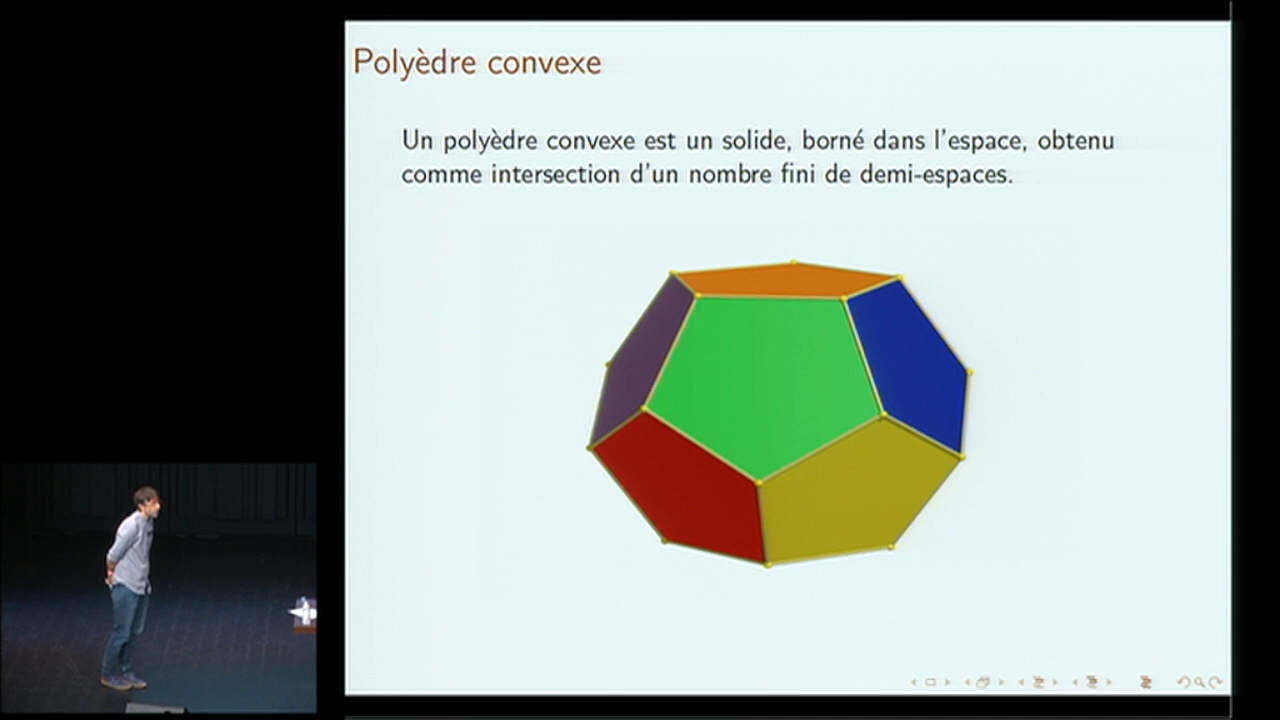 Polyèdre convexe
Un polyèdre convexe est un solide, borné dans l'espace, obtenu
comme intersection d'un nombre fini de demi-espaces.